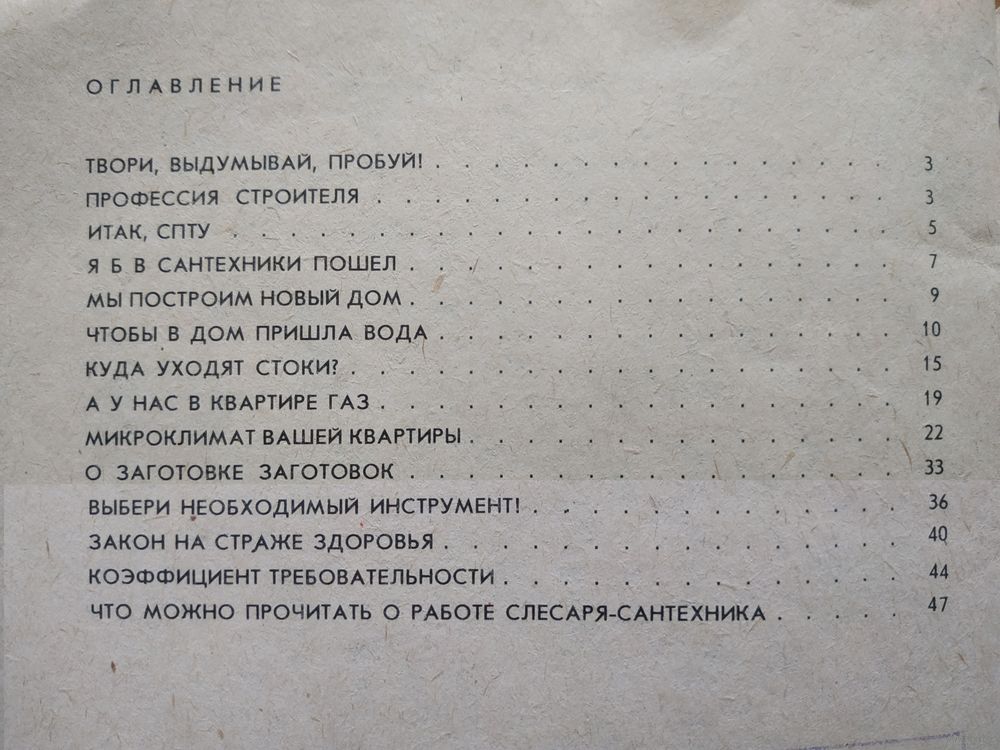 ОГЛАВЛЕНИЕ
ТВОРИ, ВЫДУМЫВАЙ, ПРОБУЙ! . . . . . . . . . . . . . . . . 3
ПРОФЕССИЯ СТРОИТЕЛЯ . . . . . . . . . . . . . . . . . . 3
ИТАК, СПТУ . . . . . . . . . . . . . . . . . . . . . . . 5
Я Б В САНТЕХНИКИ ПОШЕЛ . . . . . . . . . . . . . . . . . 7
МЫ ПОСТРОИМ НОВЫЙ ДОМ . . . . . . . . . . . . . . . . . 9
ЧТОБЫ В ДОМ ПРИШЛА ВОДА . . . . . . . . . . . . . . . . 10
КУДА УХОДЯТ СТОКИ? . . . . . . . . . . . . . . . . . . . 15
А У НАС В КВАРТИРЕ ГАЗ . . . . . . . . . . . . . . . . . . 19
МИКРОКЛИМАТ ВАШЕЙ КВАРТИРЫ . . . . . . . . . . . . . . . 22
О ЗАГОТОВКЕ ЗАГОТОВОК . . . . . . . . . . . . . . . . . 33
ВЫБЕРИ НЕОБХОДИМЫЙ ИНСТРУМЕНТ! . . . . . . . . . . . . . 36
ЗАКОН НА СТРАЖЕ ЗДОРОВЬЯ . . . . . . . . . . . . . . . . 40
КОЭФФИЦИЕНТ ТРЕБОВАТЕЛЬНОСТИ . . . . . . . . . . . . . . 44
ЧТО МОЖНО ПРОЧИТАТЬ О РАБОТЕ СЛЕСАРЯ-САНТЕХНИКА . . . . . 47